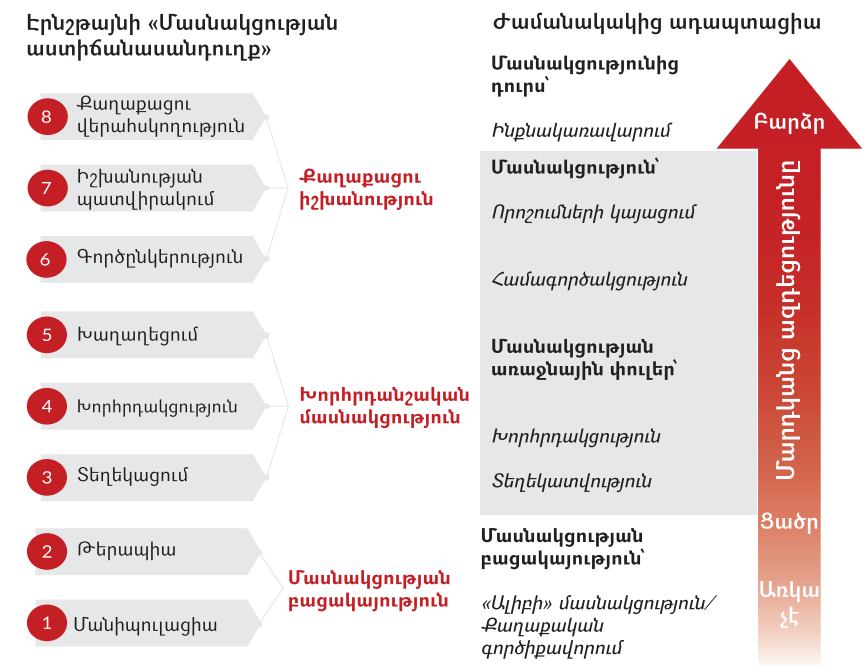 Էրնշթայնի «Մասնակցության
աստիճանասանդուղք»
8
Քաղաքացու
վերահսկողություն
7
Իշխանության
պատվիրակում
6
Գործընկերություն
Քաղաքացու
իշխանություն
5
Խաղաղեցում
4
Խորհրդակցություն
3
Տեղեկացում
Խորհրդանշական
մասնակցություն
2
Թերապիա
1
Մանիպուլացիա
Մասնակցության
բացակայություն
Ժամանակակից ադապտացիա
Մասնակցությունից
դուրս՝
Ինքնակառավարում
Մասնակցություն՝
Որոշումների կայացում
Համագործակցություն
Մասնակցության
առաջնային փուլեր՝
Խորհրդակցություն
Տեղեկատվություն
Մասնակցության
բացակայություն՝
«Ալիբի» մասնակցություն/
Քաղաքական
գործիքավորում
Բարձր
Մարդկանց ազդեցությունը
Ցածր
Առկա
չէ